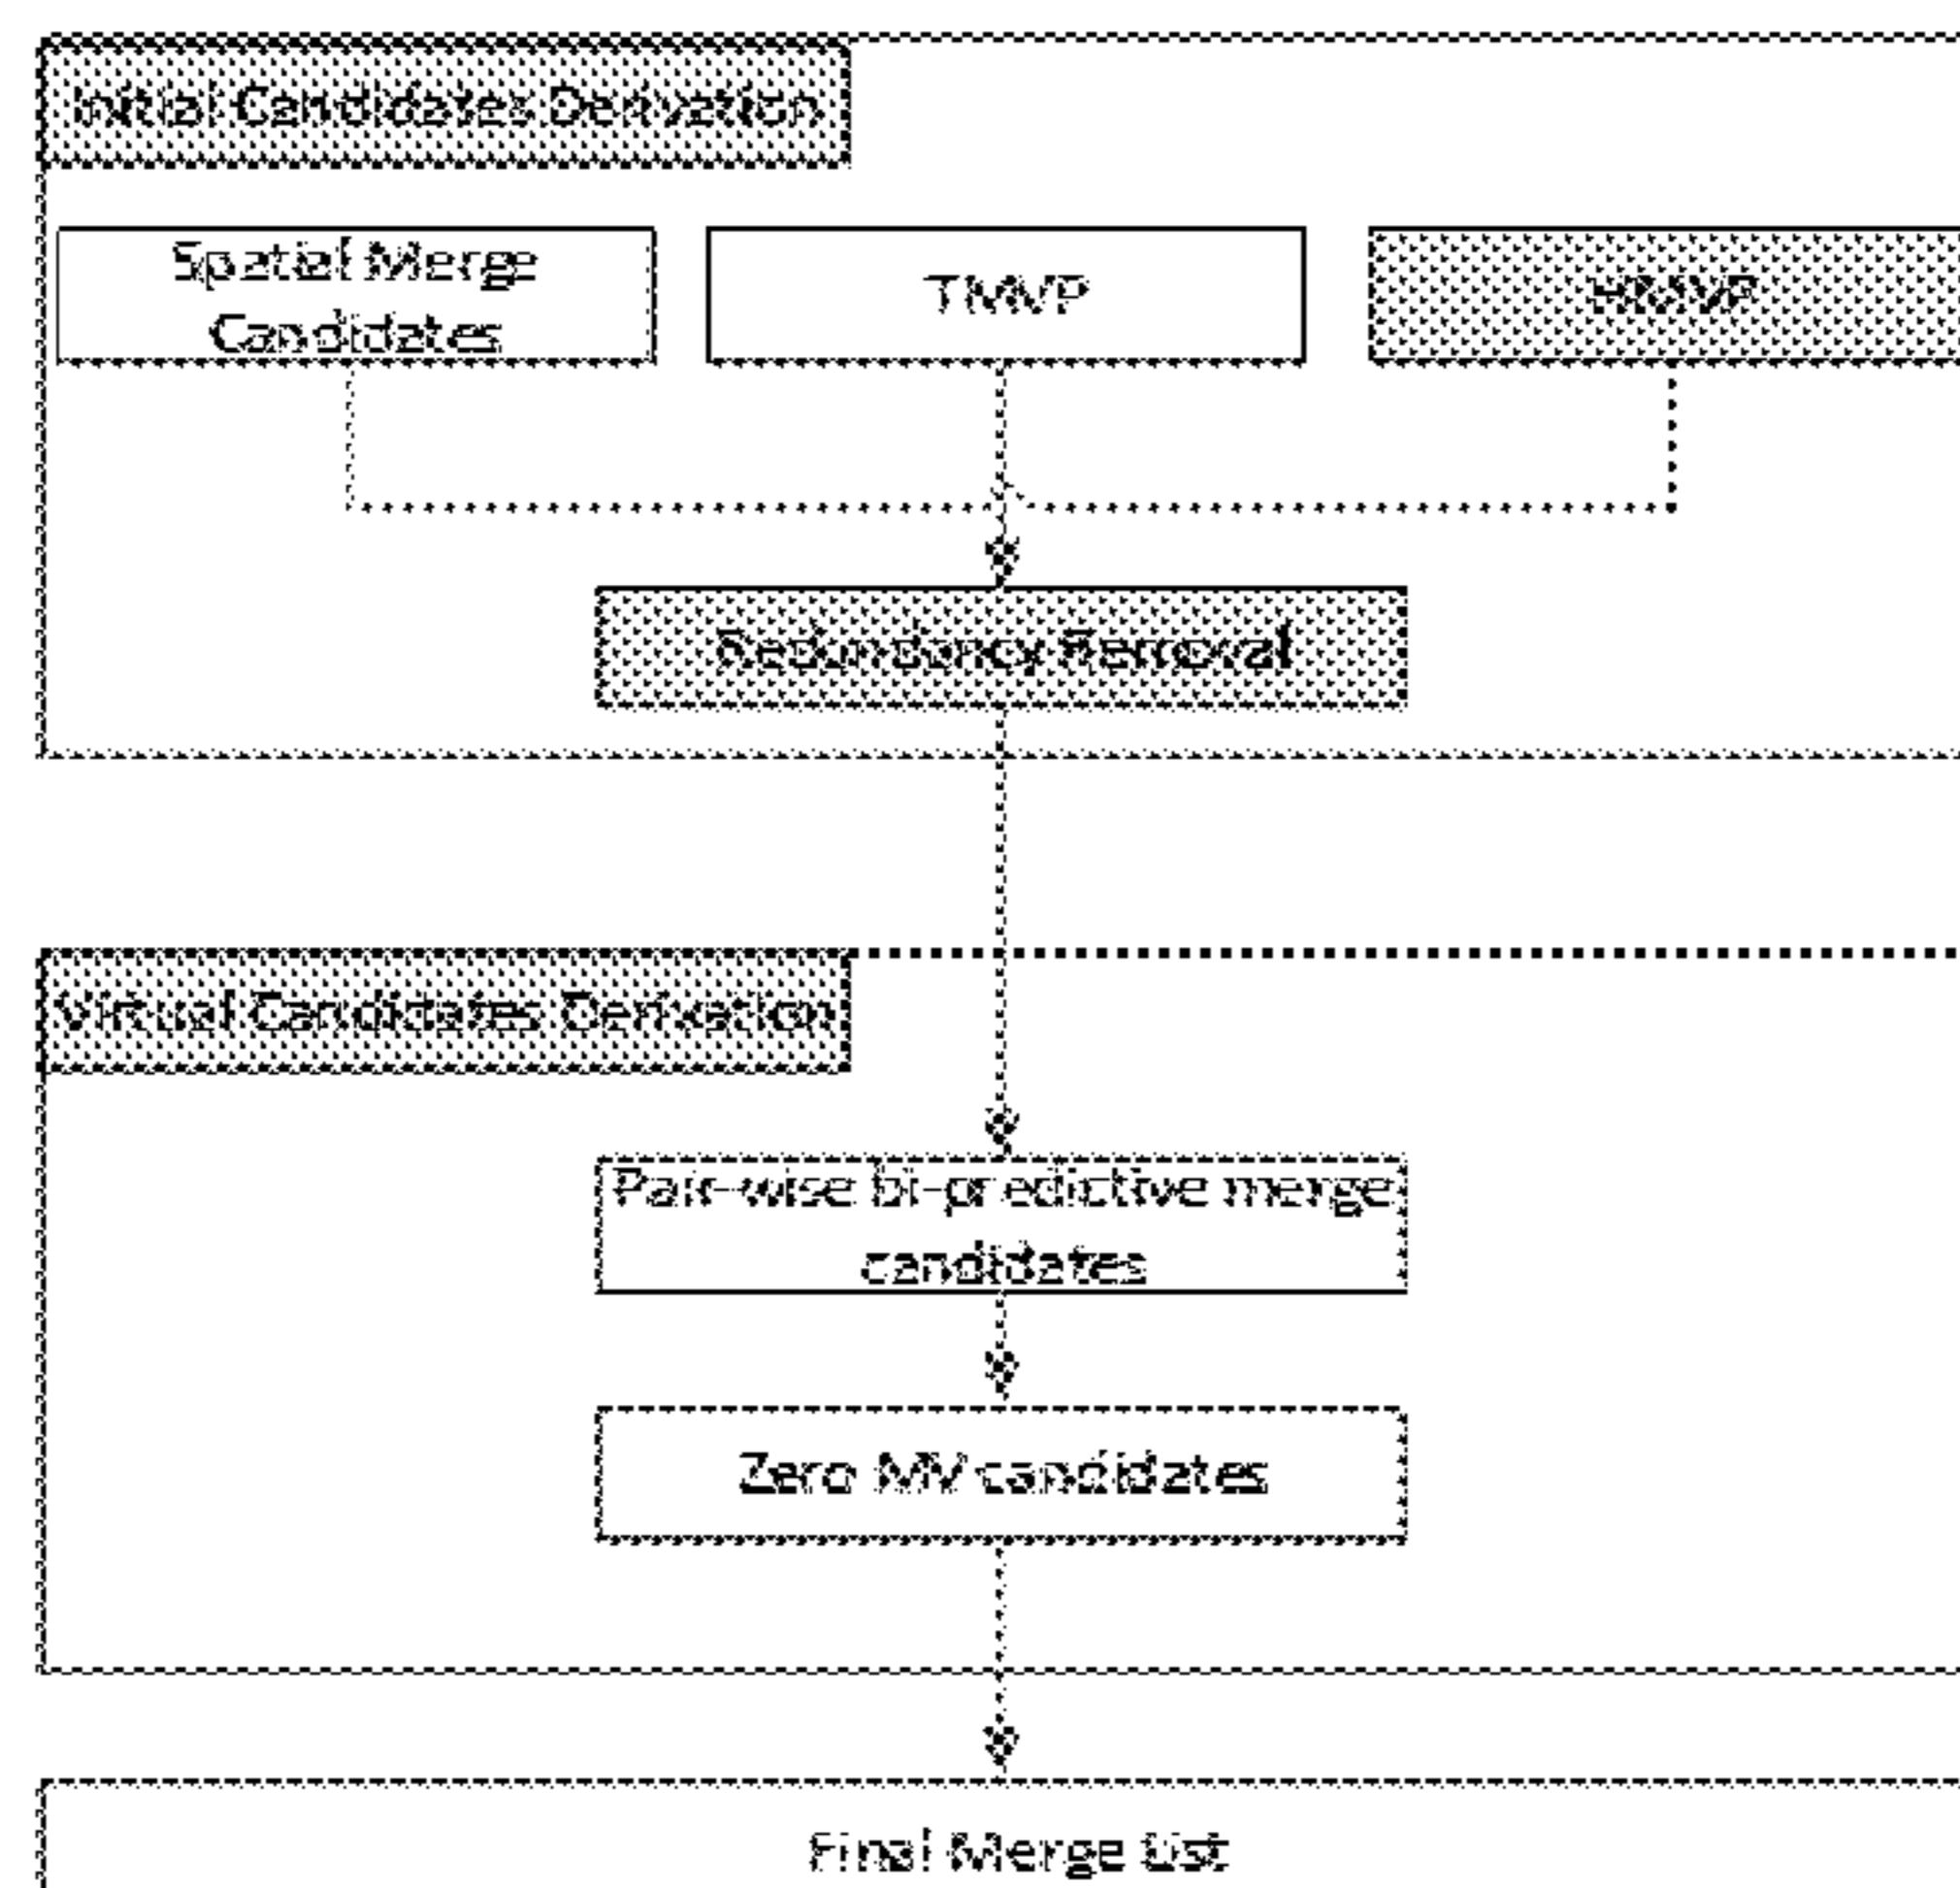 Initial Candidates Derivation
Spatial Merge
Candidates
TMVP
HMVP
Redundancy Removal
Virtual Candidates Derivation
Pair-wise bi-predictive merge
candidates
Zero MV candidates
Final Merge List